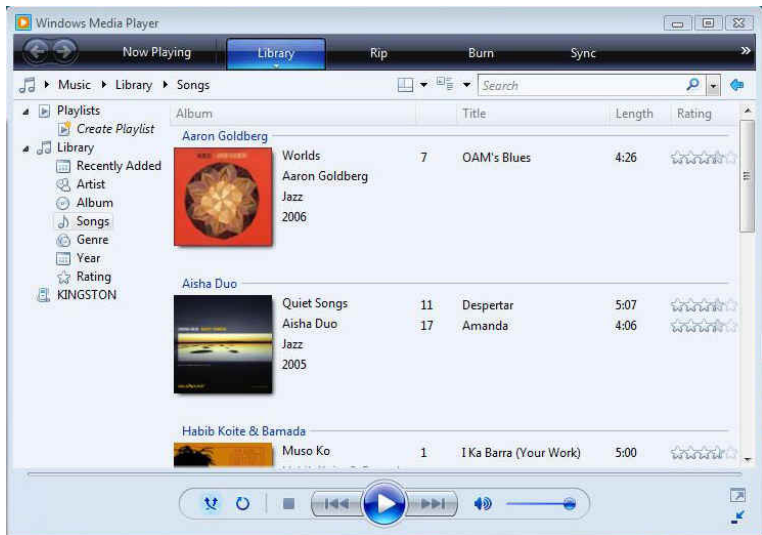 Windows Media Player
Now Playing Library Rip Burn Sync »
Music Library Songs Search
Playlists
Create Playlist
Library
Recently Added
Artist
Album
Songs
Genre
Year
Rating
KINGSTON
Album Title Length Rating
Aaron Goldberg
Worlds 7 OAM's Blues 4:26
Aaron Goldberg
Jazz
2006
Aisha Duo
Quiet Songs 11 Despertar 5:07
Aisha Duo 17 Amanda 4:06
Jazz
2005
Habib Koite & Bamada
Muso Ko 1 I Ka Barra (Your Work) 5:00